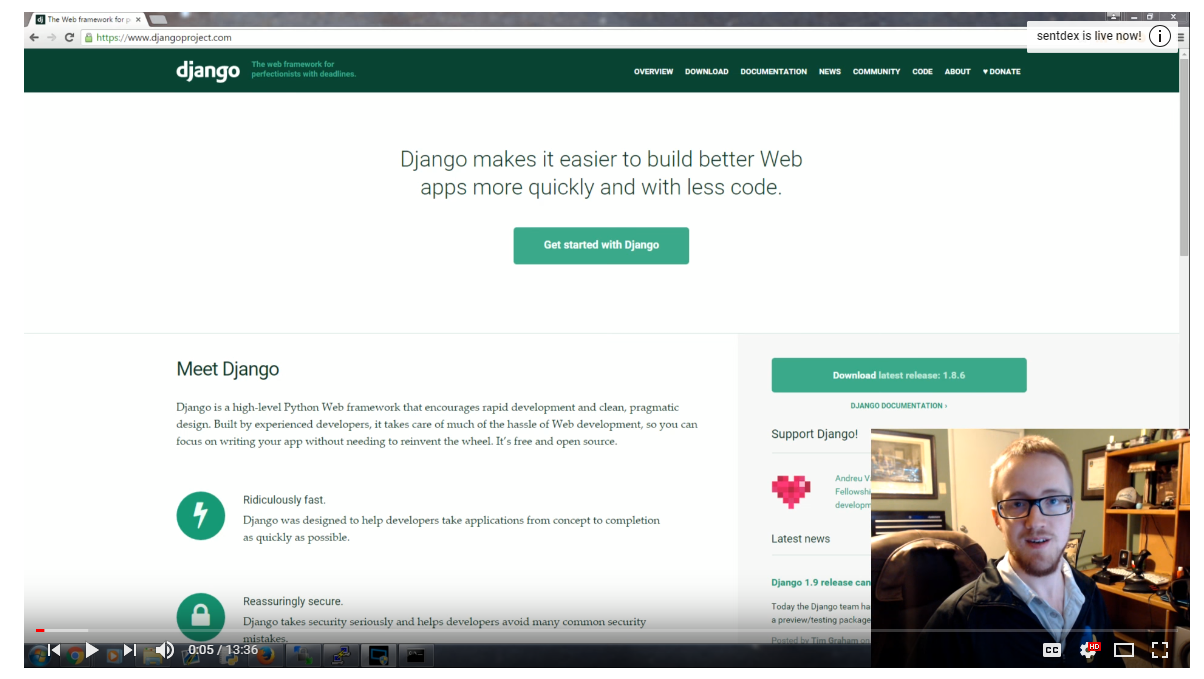 The Web framework for p
https://www.djangoproject.com
sentdex is live now!
django
The web framework for
perfectionists with deadlines.
OVERVIEW DOWNLOAD DOCUMENTATION NEWS COMMUNITY CODE ABOUT ♥ DONATE
Django makes it easier to build better Web
apps more quickly and with less code.
Get started with Django
Meet Django
Django is a high-level Python Web framework that encourages rapid development and clean, pragmatic
design. Built by experienced developers, it takes care of much of the hassle of Web development, so you can
focus on writing your app without needing to reinvent the wheel. It's free and open source.
Ridiculously fast.
Django was designed to help developers take applications from concept to completion
as quickly as possible.
Reassuringly secure.
Django takes security seriously and helps developers avoid many common security
mistakes.
Download latest release: 1.8.6
DJANGO DOCUMENTATION ›
Support Django!
Andreu V
Fellowshi
developm
Latest news
Django 1.9 release can
Today the Django team ha
a preview/testing package
Posted by Tim Graham on
0:05 / 13:36
CC
HD